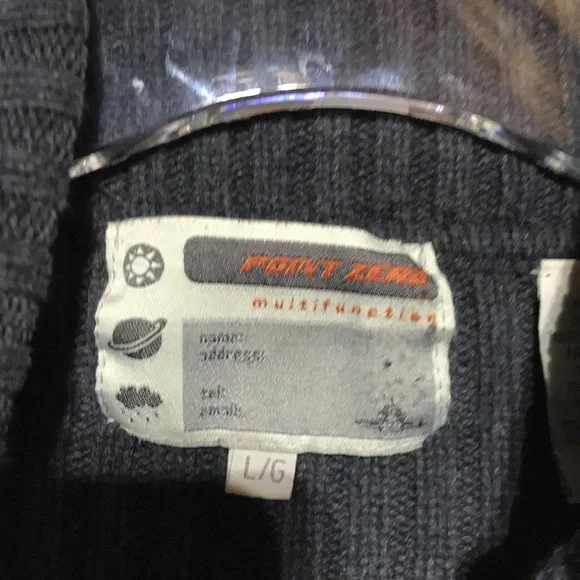 POINT ZERO
multifunction
name:
address:
tel:
email:
L/G